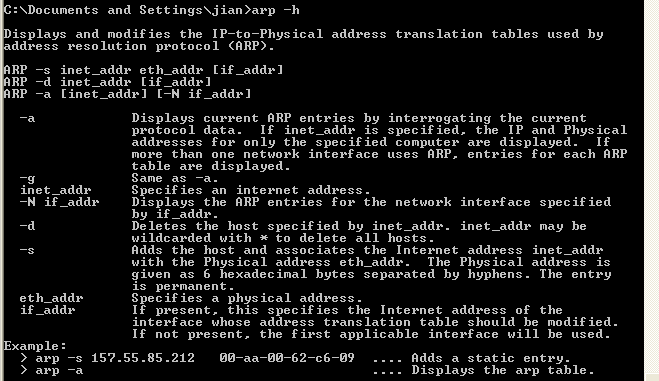 C:\Documents and Settings\jian>arp -h
Displays and modifies the IP-to-Physical address translation tables used by
address resolution protocol (ARP).
ARP -s inet_addr eth_addr [if_addr]
ARP -d inet_addr [if_addr]
ARP -a [inet_addr] [-N if_addr]
-a Displays current ARP entries by interrogating the current
protocol data. If inet_addr is specified, the IP and Physical
addresses for only the specified computer are displayed. If
more than one network interface uses ARP, entries for each ARP
table are displayed.
-g Same as -a.
inet_addr Specifies an internet address.
-N if_addr Displays the ARP entries for the network interface specified
by if_addr.
-d Deletes the host specified by inet_addr. inet_addr may be
wildcarded with * to delete all hosts.
-s Adds the host and associates the Internet address inet_addr
with the Physical address eth_addr. The Physical address is
given as 6 hexadecimal bytes separated by hyphens. The entry
is permanent.
eth_addr Specifies a physical address.
if_addr If present, this specifies the Internet address of the
interface whose address translation table should be modified.
If not present, the first applicable interface will be used.
Example:
> arp -s 157.55.85.212 00-aa-00-62-c6-09 .... Adds a static entry.
> arp -a .... Displays the arp table.